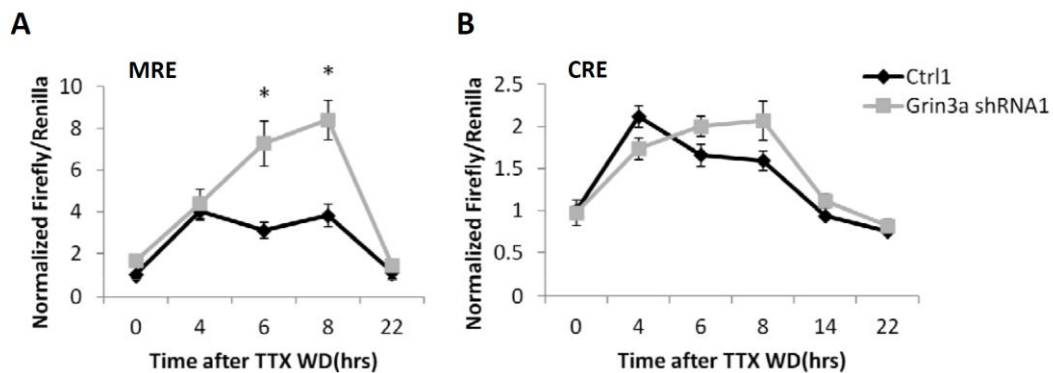 A
MRE
Normalized Firefly/Renilla
10
8
6
4
2
0
*
*
0 4 6 8 22
Time after TTX WD(hrs)
B
CRE
Normalized Firefly/Renilla
2.5
2
1.5
1
0.5
0
0 4 6 8 14 22
Time after TTX WD(hrs)
Ctrl1
Grin3a shRNA1